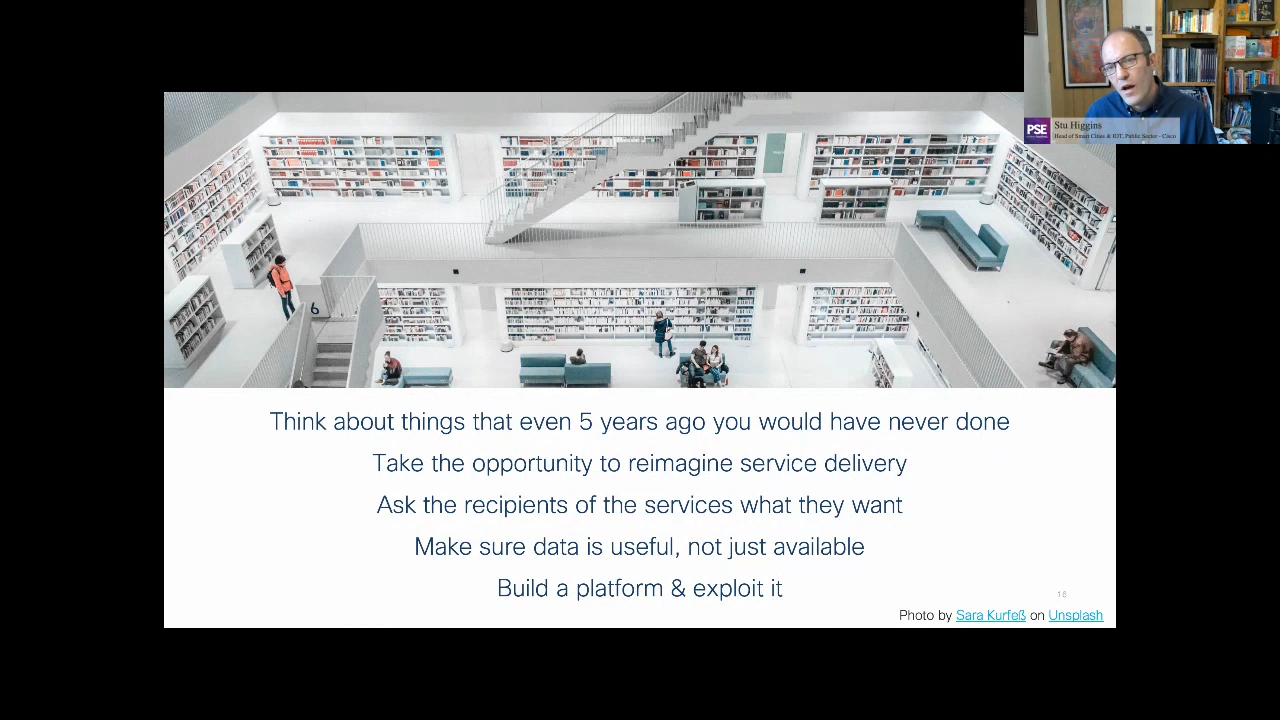 PSE
Stu Higgins
Head of Smart Cities & IOT, Public Sector - Cisco
6
Think about things that even 5 years ago you would have never done
Take the opportunity to reimagine service delivery
Ask the recipients of the services what they want
Make sure data is useful, not just available
Build a platform & exploit it
16
Photo by Sara Kurfeß on Unsplash